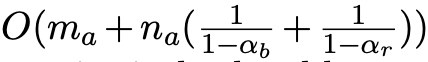 $O(m_a + n_a(\frac{1}{1-\alpha_b} + \frac{1}{1-\alpha_r}))$